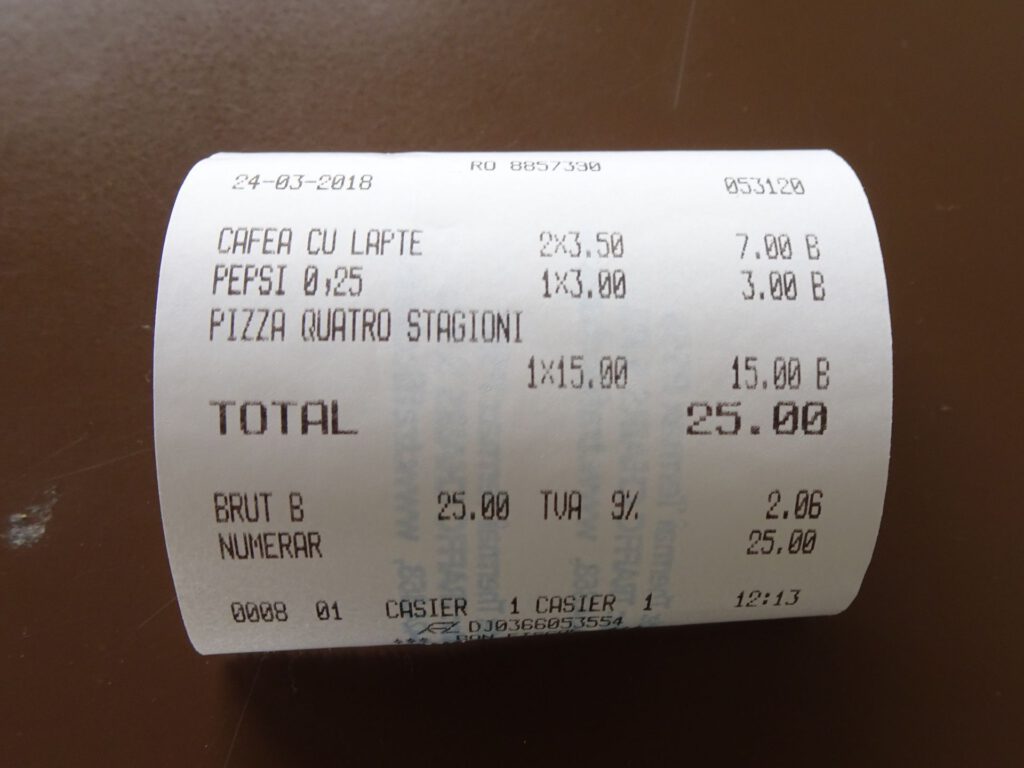 RO 8857390
24-03-2018 053120
CAFEA CU LAPTE 2X3.50 7.00 B
PEPSI 0,25 1X3.00 3.00 B
PIZZA QUATRO STAGIONI
1X15.00 15.00 B
TOTAL 25.00
BRUT B 25.00 TVA 9% 2.06
NUMERAR 25.00
0008 01 CASIER 1 CASIER 1 12:13
DJ0366053554